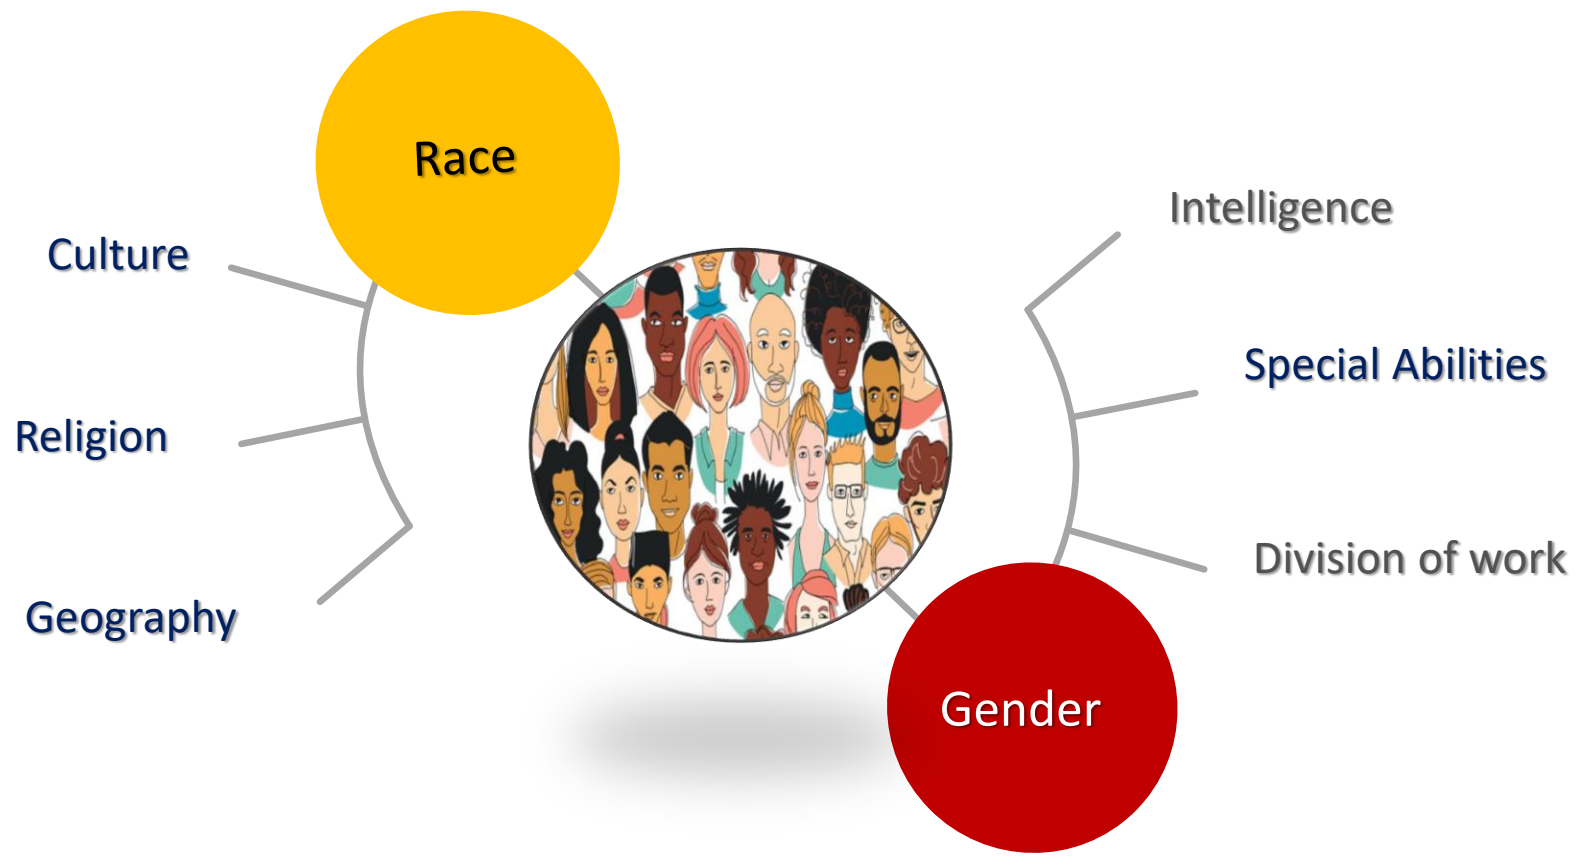 Race
Culture
Religion
Geography
Intelligence
Special Abilities
Division of work
Gender